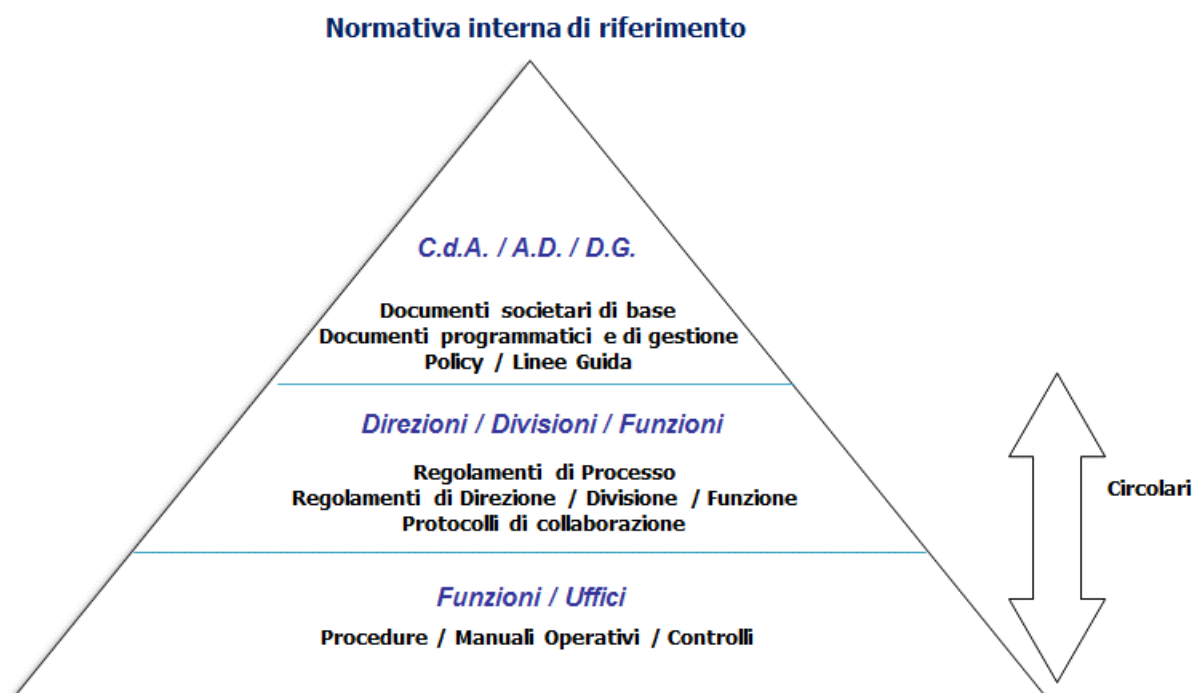 Normativa interna di riferimento
C.d.A. / A.D. / D.G.
Documenti societari di base
Documenti programmatici e di gestione
Policy / Linee Guida
Direzioni / Divisioni / Funzioni
Regolamenti di Processo
Regolamenti di Direzione / Divisione / Funzione
Protocolli di collaborazione
Circolari
Funzioni / Uffici
Procedure / Manuali Operativi / Controlli